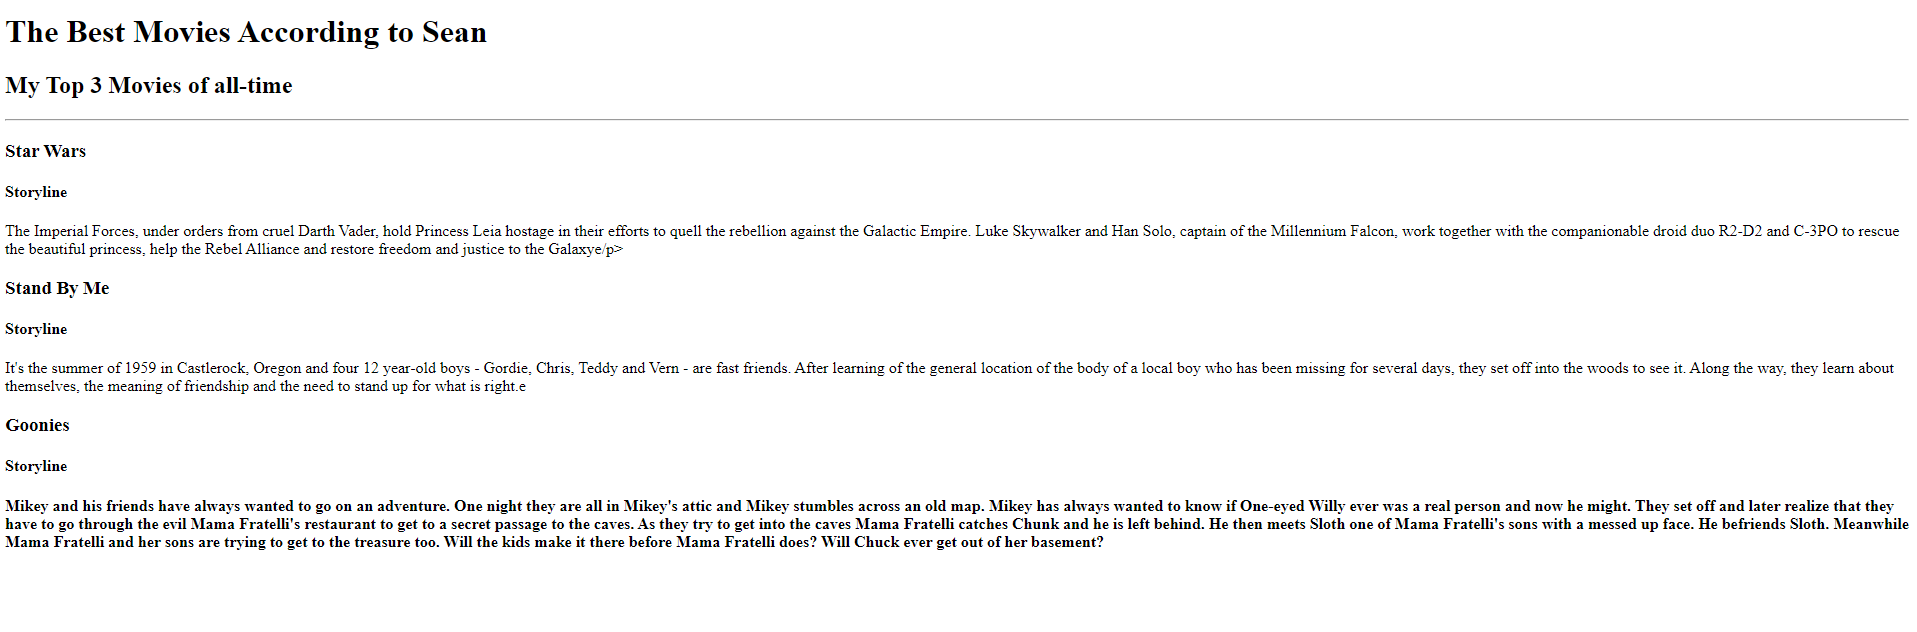 The Best Movies According to Sean
My Top 3 Movies of all-time
Star Wars
Storyline
The Imperial Forces, under orders from cruel Darth Vader, hold Princess Leia hostage in their efforts to quell the rebellion against the Galactic Empire. Luke Skywalker and Han Solo, captain of the Millennium Falcon, work together with the companionable droid duo R2-D2 and C-3PO to rescue
the beautiful princess, help the Rebel Alliance and restore freedom and justice to the Galaxye/p>
Stand By Me
Storyline
It's the summer of 1959 in Castlerock, Oregon and four 12 year-old boys - Gordie, Chris, Teddy and Vern - are fast friends. After learning of the general location of the body of a local boy who has been missing for several days, they set off into the woods to see it. Along the way, they learn about
themselves, the meaning of friendship and the need to stand up for what is right.e
Goonies
Storyline
Mikey and his friends have always wanted to go on an adventure. One night they are all in Mikey's attic and Mikey stumbles across an old map. Mikey has always wanted to know if One-eyed Willy ever was a real person and now he might. They set off and later realize that they
have to go through the evil Mama Fratelli's restaurant to get to a secret passage to the caves. As they try to get into the caves Mama Fratelli catches Chunk and he is left behind. He then meets Sloth one of Mama Fratelli's sons with a messed up face. He befriends Sloth. Meanwhile
Mama Fratelli and her sons are trying to get to the treasure too. Will the kids make it there before Mama Fratelli does? Will Chuck ever get out of her basement?